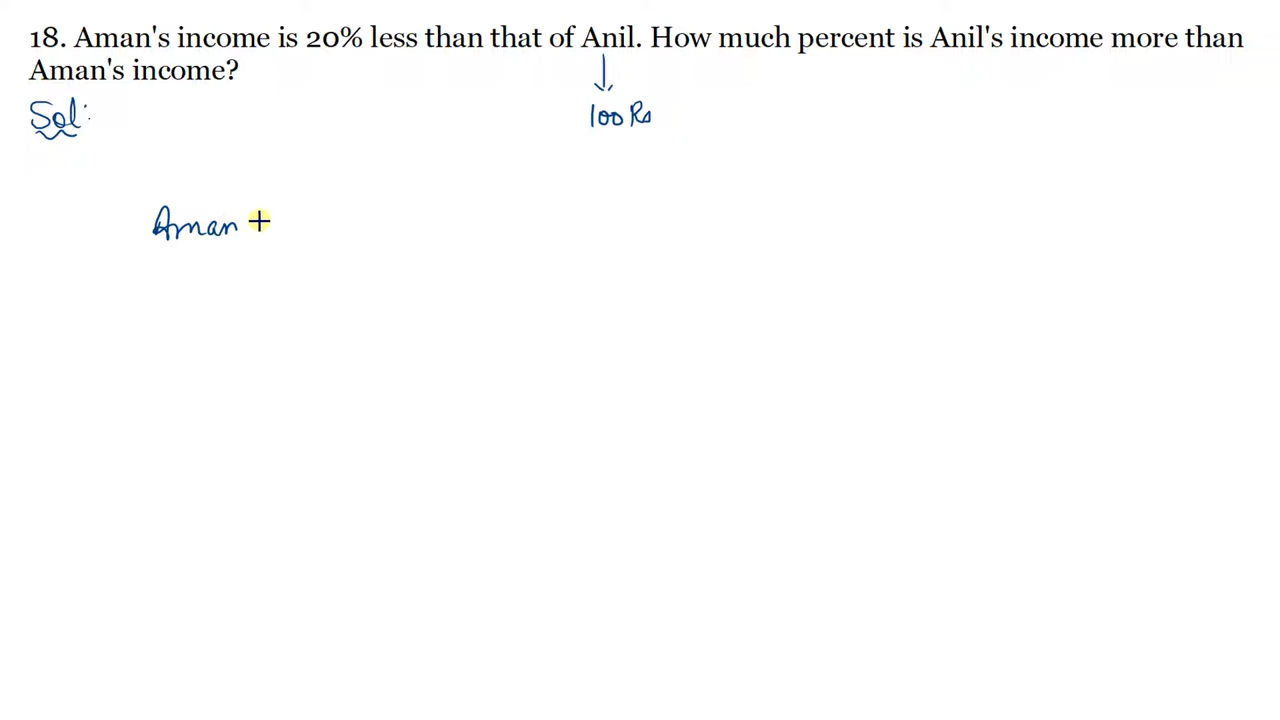 18. Aman's income is 20% less than that of Anil. How much percent is Anil's income more than
Aman's income?
Sol:
100 Rs
Aman